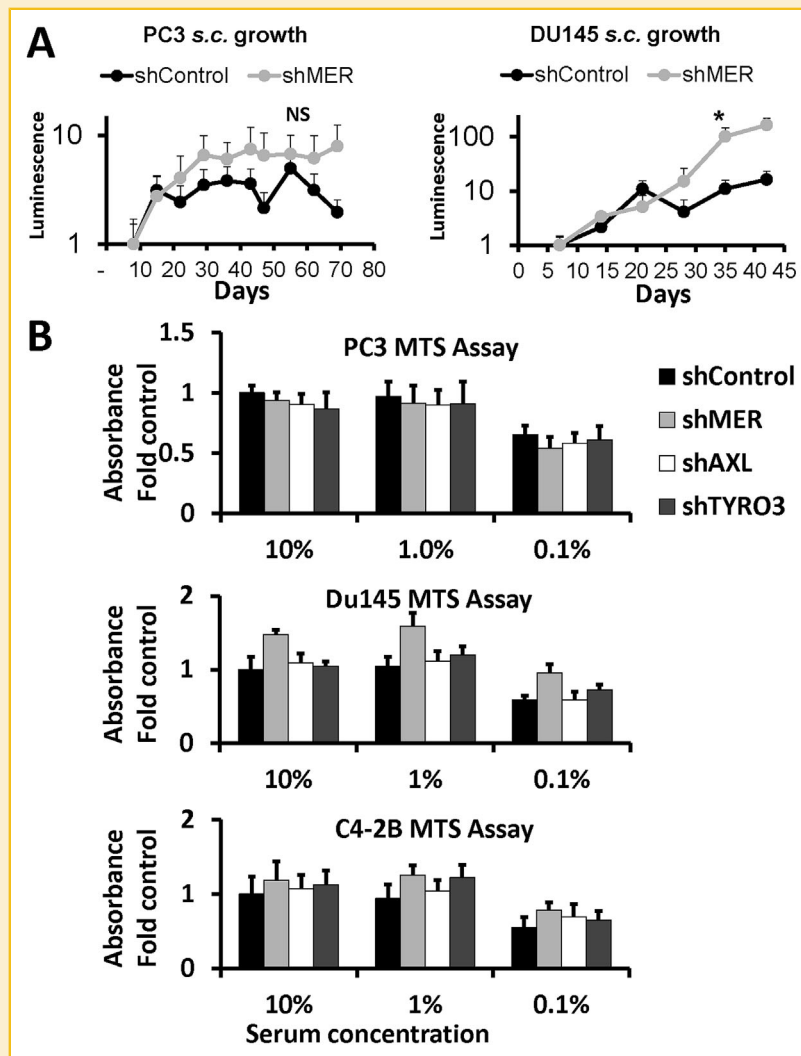 A
PC3 s.c. growth
shControl shMER
NS
Luminescence
10
1
- 10 20 30 40 50 60 70 80
Days
DU145 s.c. growth
shControl shMER
*
Luminescence
100
10
1
0 5 10 15 20 25 30 35 40 45
Days
B
PC3 MTS Assay
Absorbance
Fold control
1.5
1
0.5
0
10% 1.0% 0.1%
shControl
shMER
shAXL
shTYRO3
Du145 MTS Assay
Absorbance
Fold control
2
1
0
10% 1% 0.1%
C4-2B MTS Assay
Absorbance
Fold control
2
1
0
10% 1% 0.1%
Serum concentration